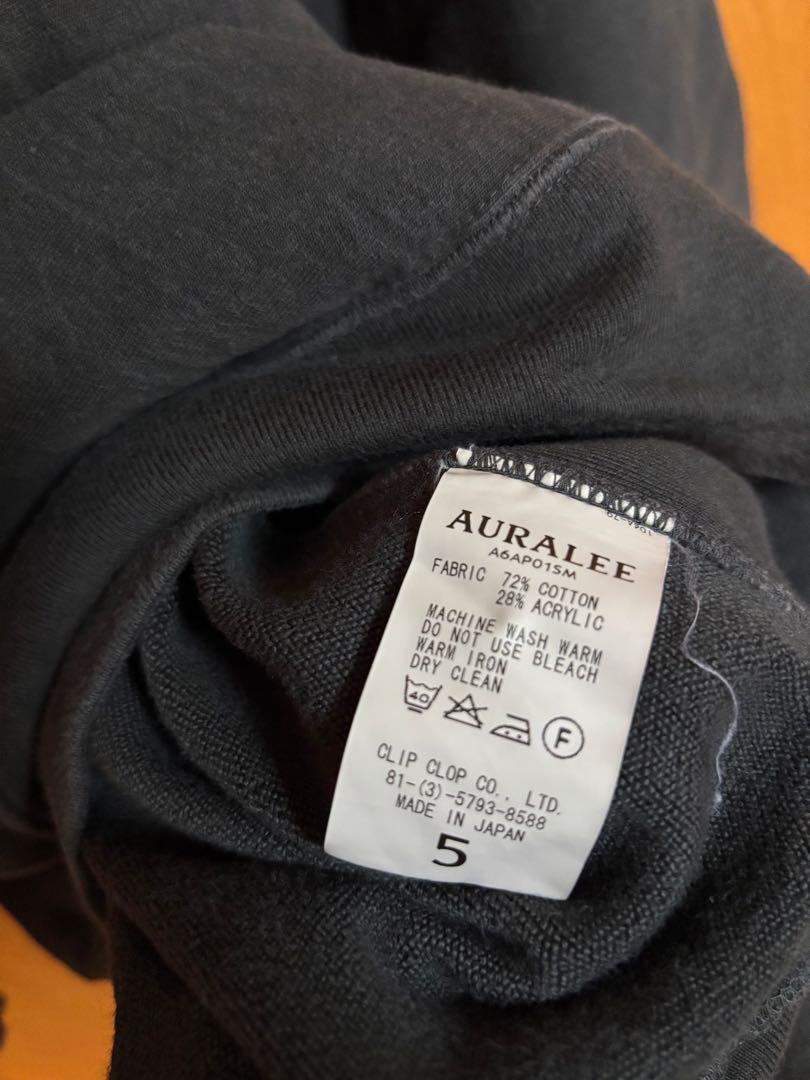 AURALEE
A6AP01SM
FABRIC 72% COTTON
28% ACRYLIC
MACHINE WASH WARM
DO NOT USE BLEACH
WARM IRON
DRY CLEAN
40
F
CLIP CLOP CO., LTD.
81-(3)-5793-8588
MADE IN JAPAN
5